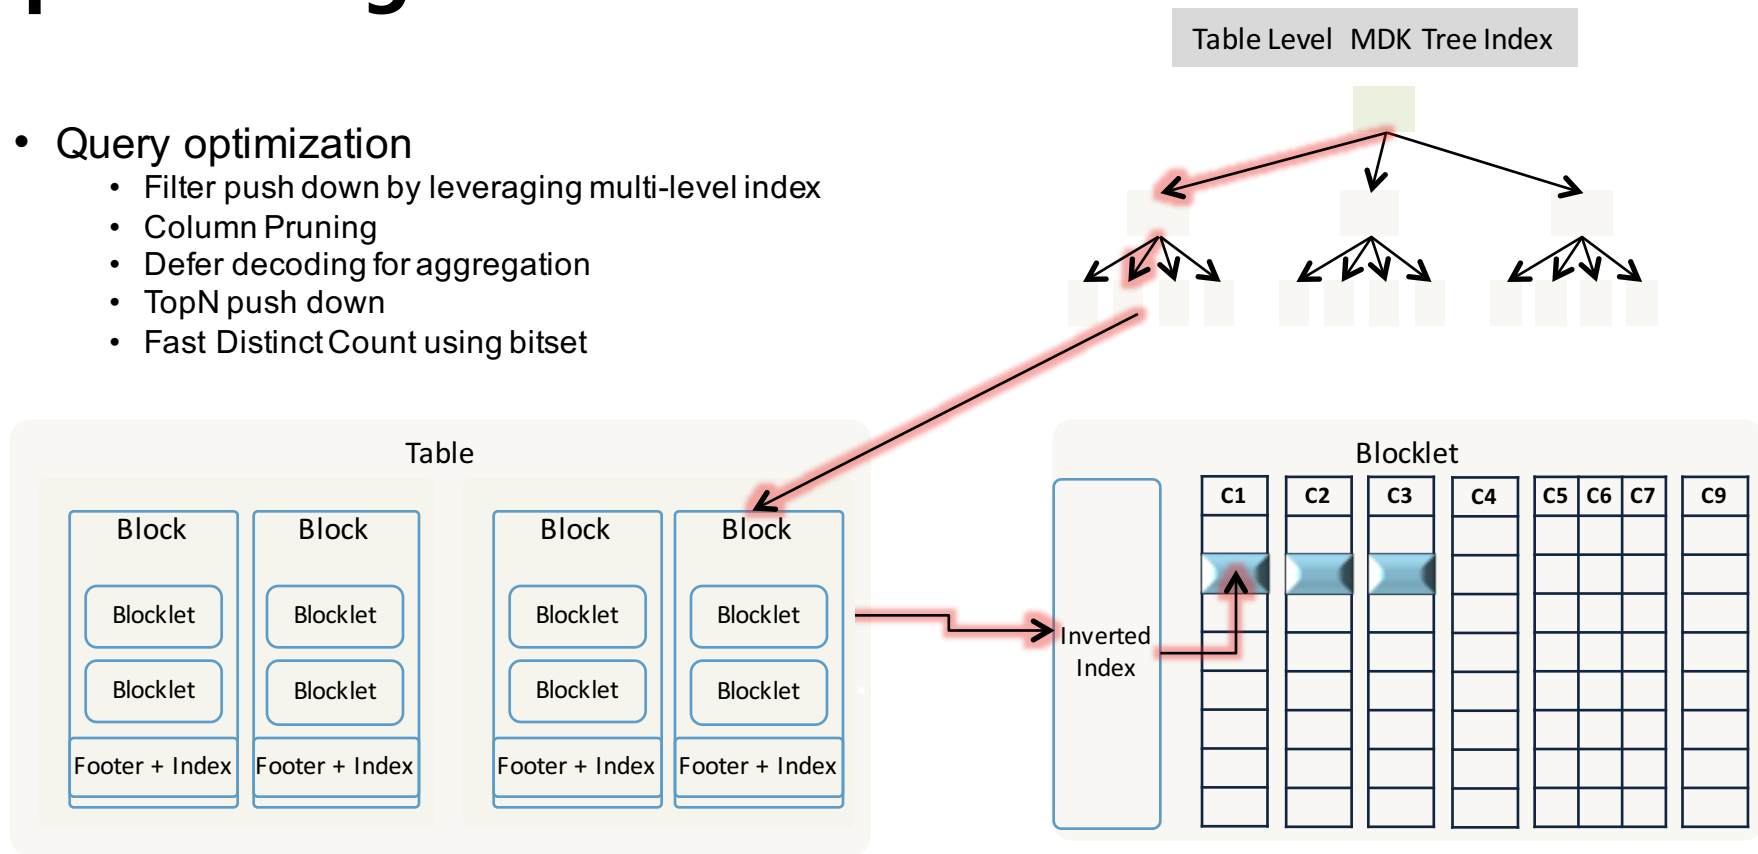 Table Level MDK Tree Index
• Query optimization
• Filter push down by leveraging multi-level index
• Column Pruning
• Defer decoding for aggregation
• TopN push down
• Fast Distinct Count using bitset
Table
Block Block Block Block
Blocklet Blocklet Blocklet Blocklet
Blocklet Blocklet Blocklet Blocklet
Footer + Index Footer + Index Footer + Index Footer + Index
Blocklet
C1 C2 C3 C4 C5 C6 C7 C9
Inverted
Index